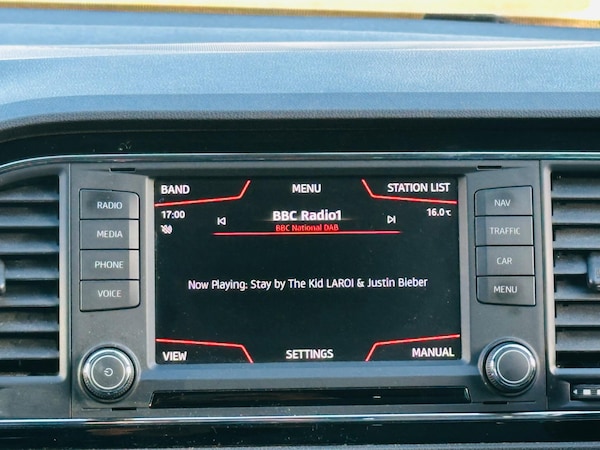 BAND MENU STATION LIST
RADIO
MEDIA
PHONE
VOICE
17:00
BBC Radio1
16.0°C
BBC National DAB
Now Playing: Stay by The Kid LAROI & Justin Bieber
VIEW SETTINGS MANUAL
NAV
TRAFFIC
CAR
MENU